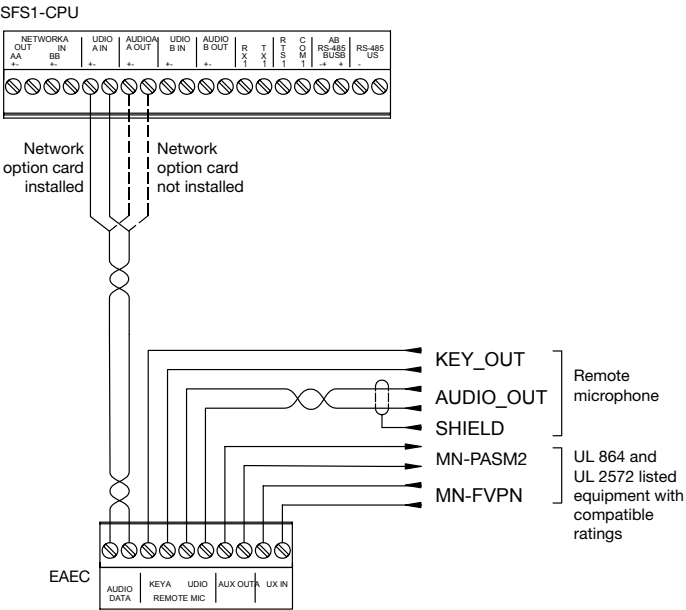 SFS1-CPU
NETWORKA UDIO AUDIOA UDIO AUDIO R T R C AB RS-485
OUT IN A IN A OUT B IN B OUT X X T O RS-485 US
AA BB 1 1 S M BUSB
+- +- +- +- +- +- 1 1 -+ + -
Network
option card
installed
Network
option card
not installed
KEY_OUT
AUDIO_OUT
SHIELD
Remote
microphone
MN-PASM2
MN-FVPN
UL 864 and
UL 2572 listed
equipment with
compatible
ratings
EAEC
AUDIO
DATA
KEYA UDIO
REMOTE MIC
AUX OUTA UX IN